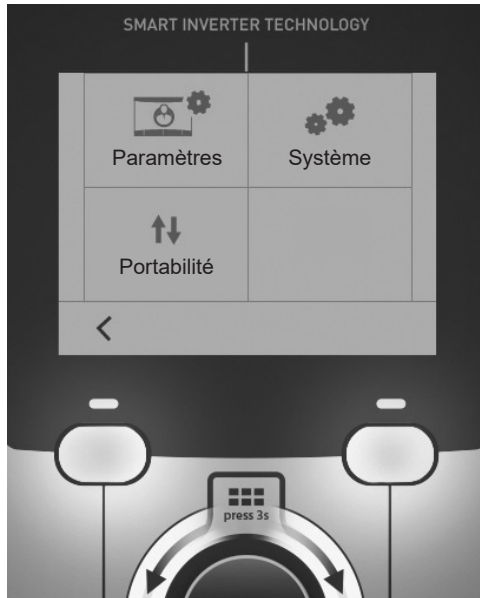 SMART INVERTER TECHNOLOGY
Paramètres
Système
Portabilité
press 3s